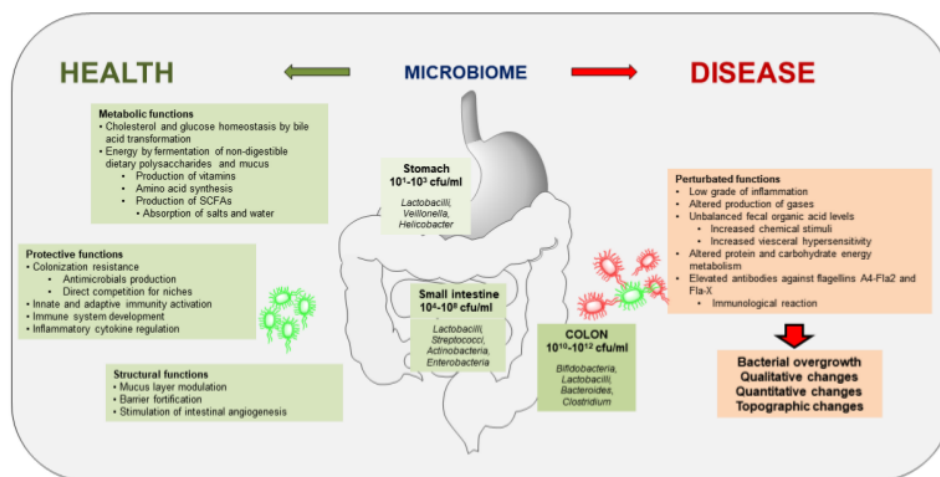 HEALTH
MICROBIOME
DISEASE
Metabolic functions
• Cholesterol and glucose homeostasis by bile
acid transformation
• Energy by fermentation of non-digestible
dietary polysaccharides and mucus
• Production of vitamins
• Amino acid synthesis
• Production of SCFAs
• Absorption of salts and water
Protective functions
• Colonization resistance
• Antimicrobials production
• Direct competition for niches
• Innate and adaptive immunity activation
• Immune system development
• Inflammatory cytokine regulation
Structural functions
• Mucus layer modulation
• Barrier fortification
• Stimulation of intestinal angiogenesis
Stomach
10¹-10³ cfu/ml
Lactobacilli,
Veillonella,
Helicobacter
Small intestine
10⁴-10⁸ cfu/ml
Lactobacilli,
Streptococci,
Actinobacteria,
Enterobacteria
COLON
10¹⁰-10¹² cfu/ml
Bifidobacteria,
Lactobacilli,
Bacteroides,
Clostridium
Perturbated functions
• Low grade of inflammation
• Altered production of gases
• Unbalanced fecal organic acid levels
• Increased chemical stimuli
• Increased viesceral hypersensitivity
• Altered protein and carbohydrate energy
metabolism
• Elevated antibodies against flagellins A4-Fla2 and
Fla-X
• Immunological reaction
Bacterial overgrowth
Qualitative changes
Quantitative changes
Topographic changes